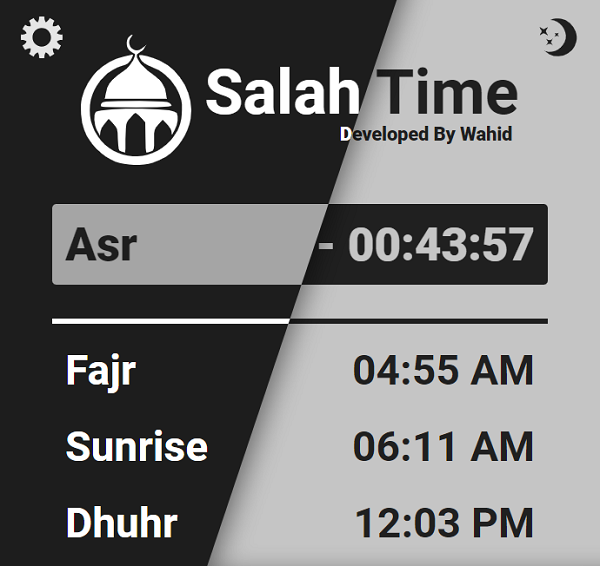 Salah Time
Developed By Wahid
Asr - 00:43:57
Fajr 04:55 AM
Sunrise 06:11 AM
Dhuhr 12:03 PM